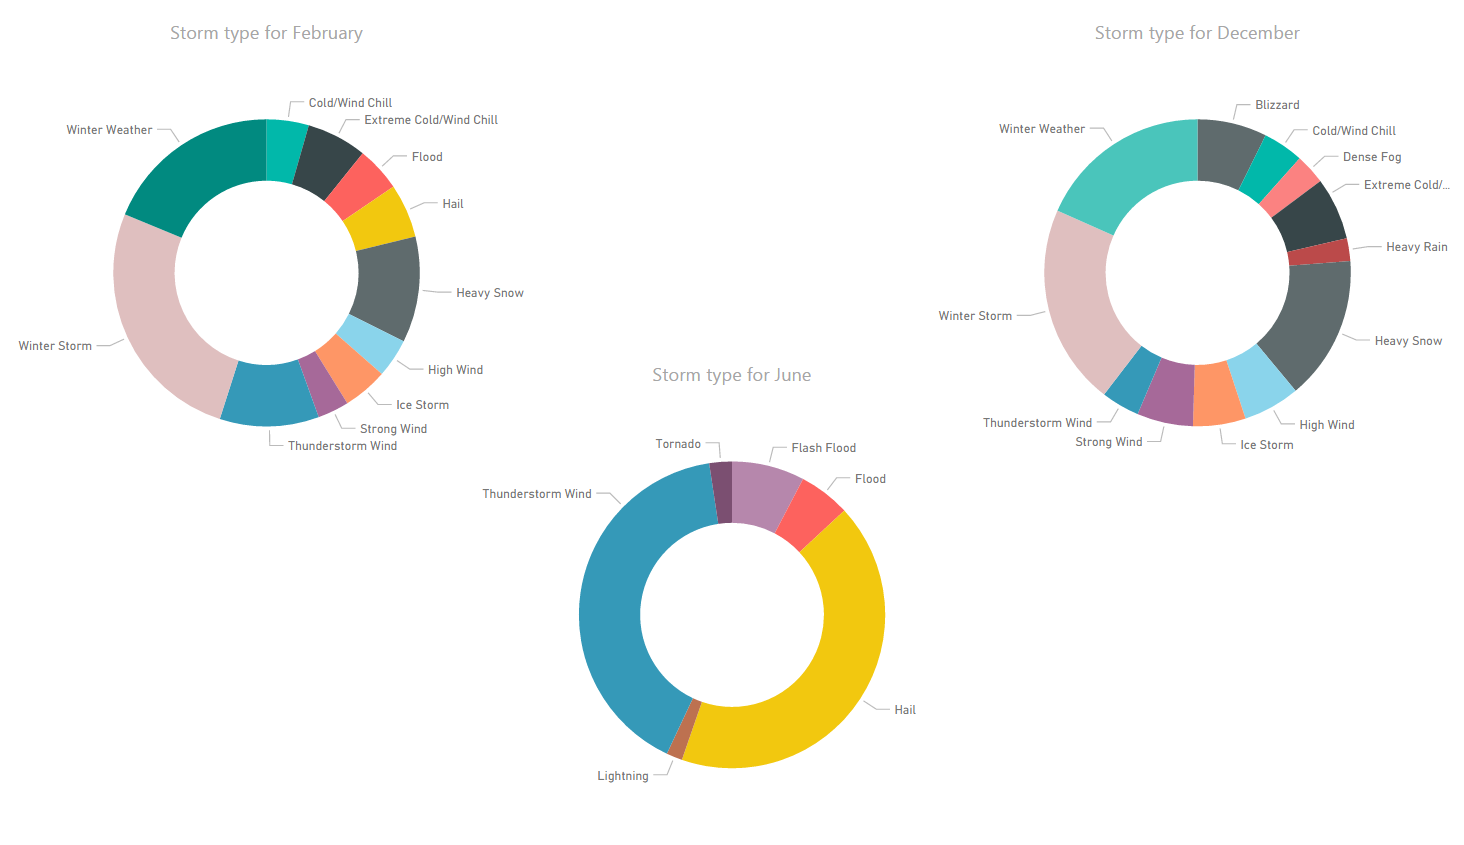 Storm type for February
Cold/Wind Chill
Extreme Cold/Wind Chill
Flood
Hail
Heavy Snow
High Wind
Ice Storm
Strong Wind
Thunderstorm Wind
Winter Storm
Winter Weather
Storm type for June
Flash Flood
Flood
Hail
Lightning
Thunderstorm Wind
Tornado
Storm type for December
Blizzard
Cold/Wind Chill
Dense Fog
Extreme Cold/...
Heavy Rain
Heavy Snow
High Wind
Ice Storm
Strong Wind
Thunderstorm Wind
Winter Storm
Winter Weather